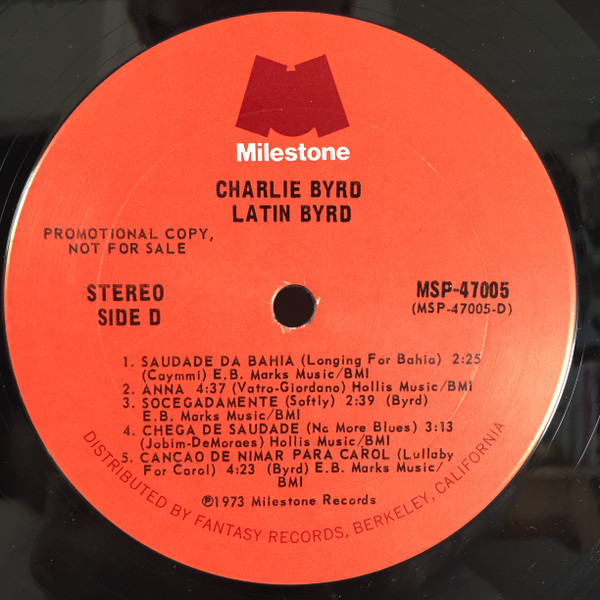 Milestone
CHARLIE BYRD
LATIN BYRD
PROMOTIONAL COPY,
NOT FOR SALE
STEREO
SIDE D
MSP-47005
(MSP-47005-D)
1. SAUDADE DA BAHIA (Longing For Bahia) 2:25
(Caymmi) E.B. Marks Music/BMI
2. ANNA 4:37 (Vatro-Giordano) Hollis Music/BMI
3. SOCEGADAMENTE (Softly) 2:39 (Byrd)
E.B. Marks Music/BMI
4. CHEGA DE SAUDADE (No More Blues) 3:13
(Jobim-DeMoraes) Hollis Music/BMI
5. CANCAO DE NIMAR PARA CAROL (Lullaby
For Carol) 4:23 (Byrd) E.B. Marks Music/
BMI
℗1973 Milestone Records
DISTRIBUTED BY FANTASY RECORDS, BERKELEY, CALIFORNIA